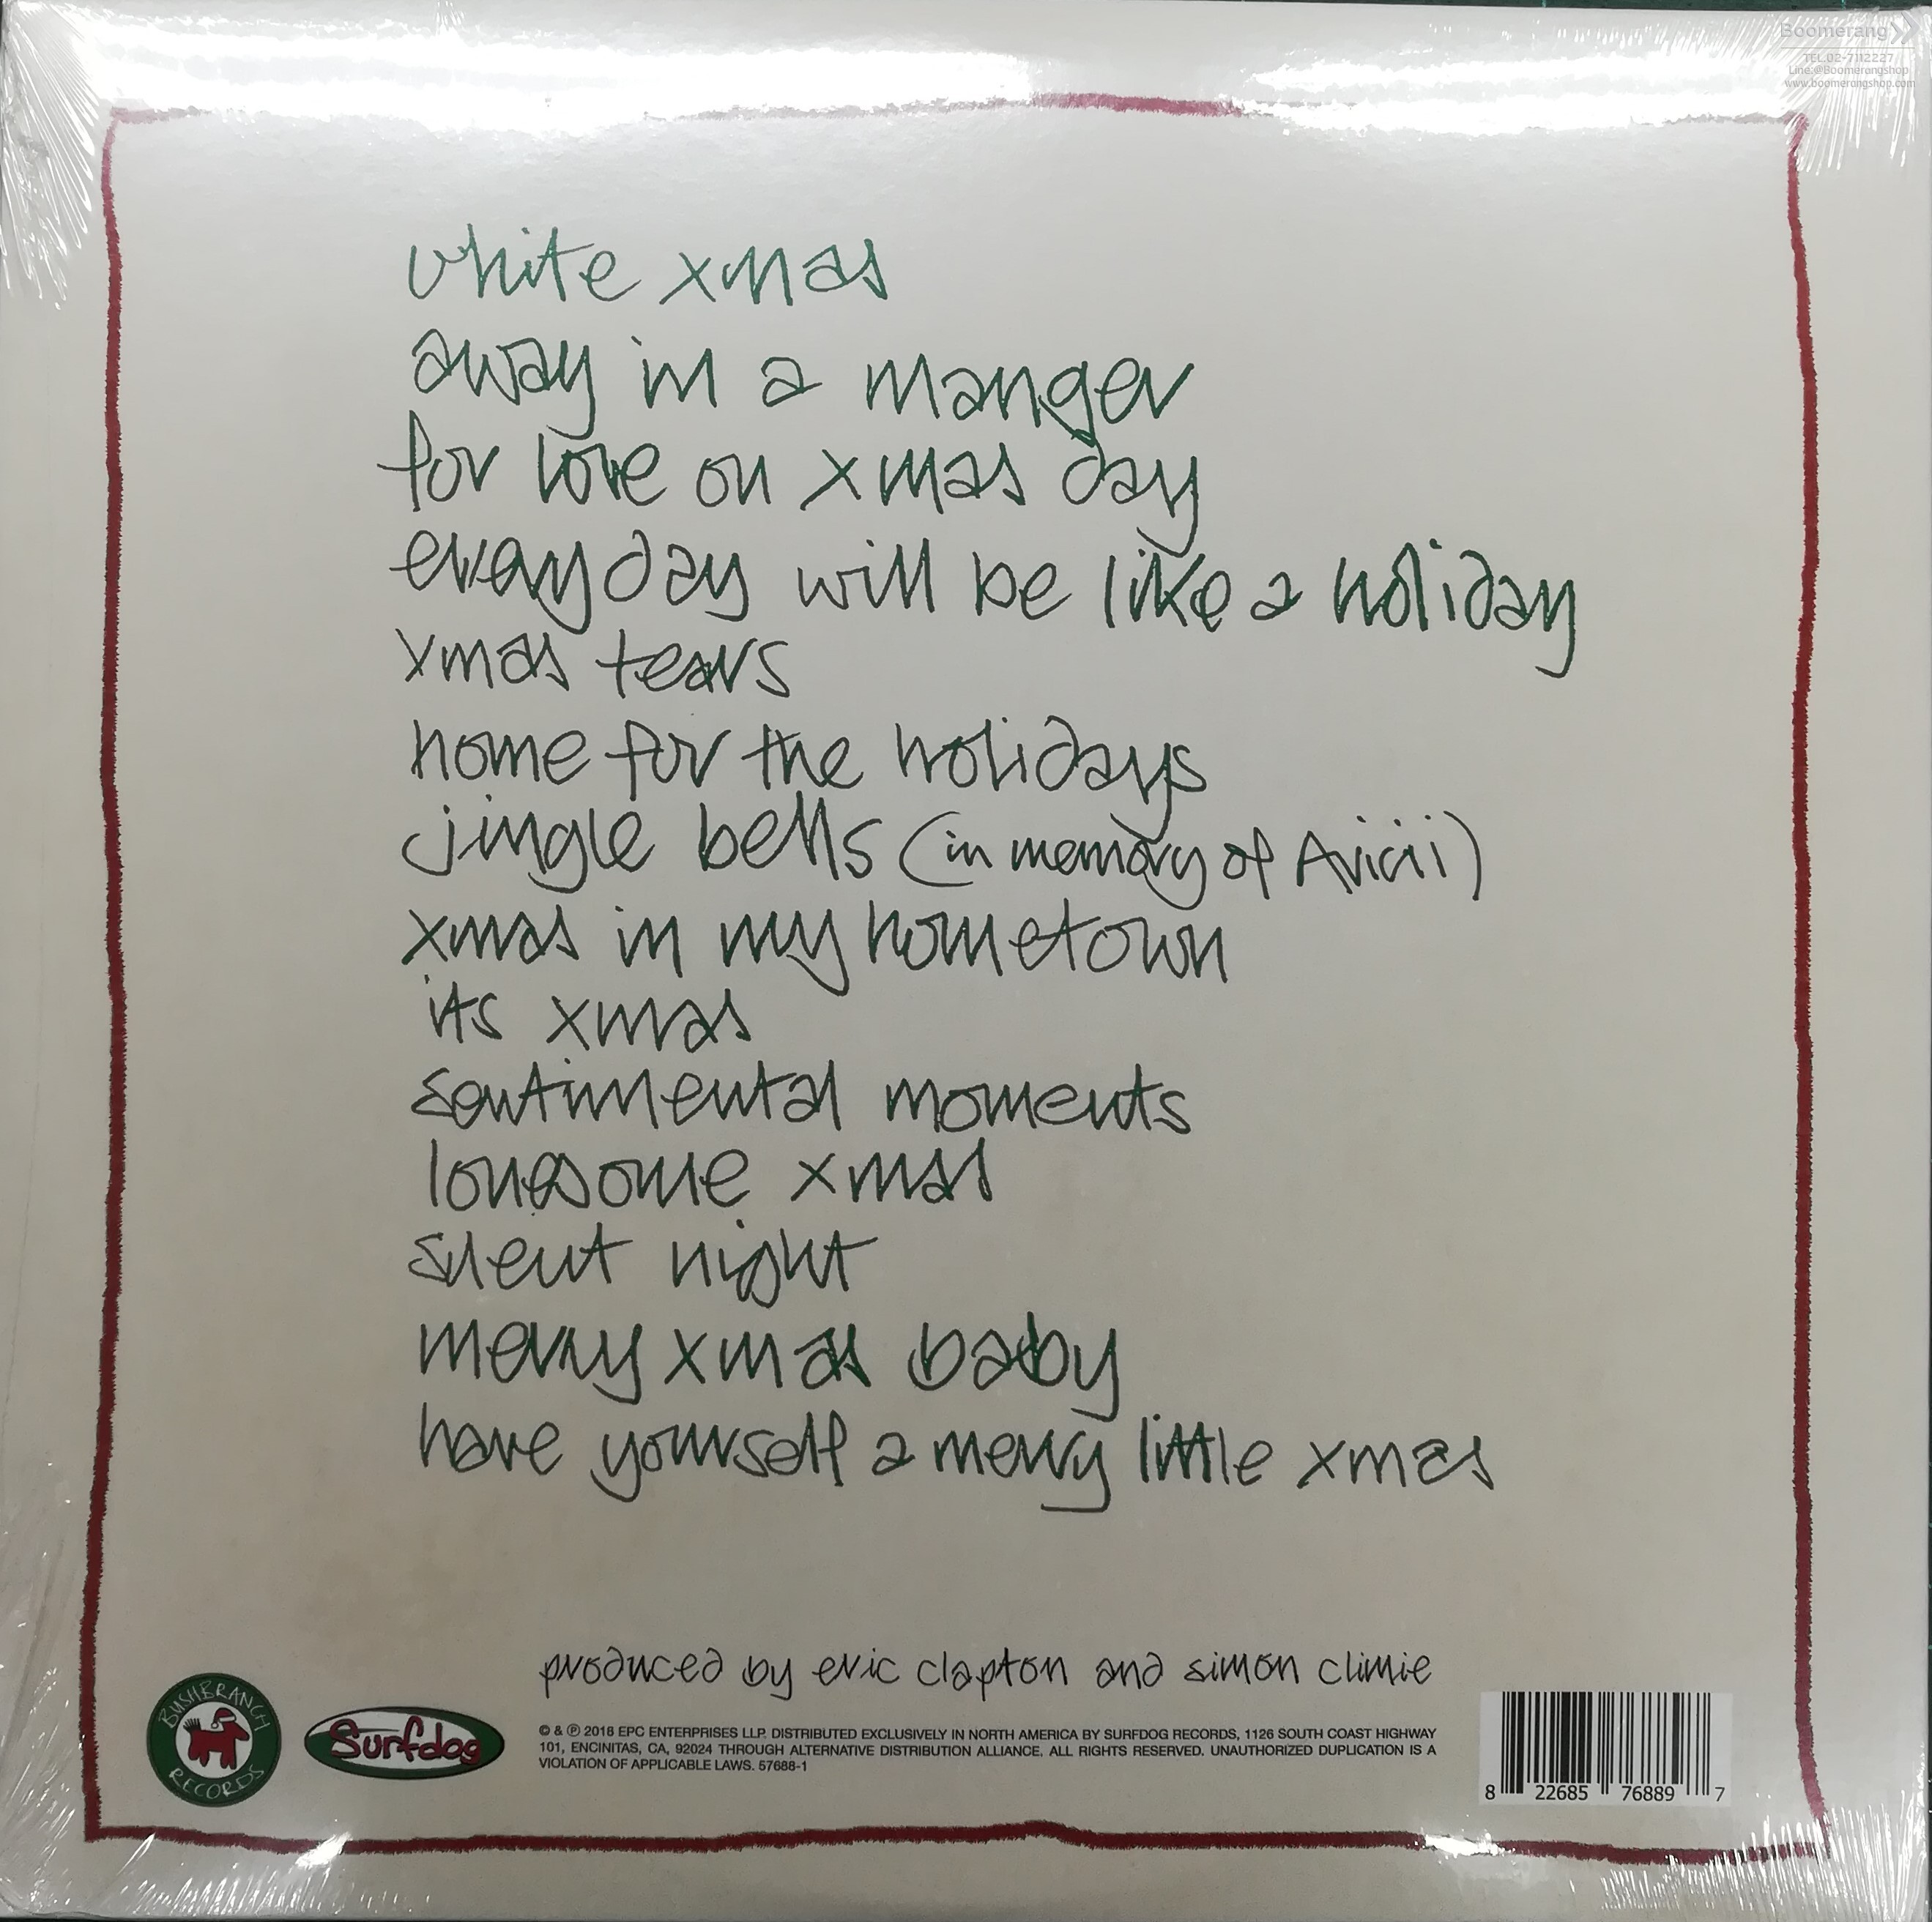 Boomerang
TEL.02-7112227
Line:@Boomerangshop
www.boomerangshop.com
white xmas
away in a manger
for love on xmas day
everyday will be like a holiday
xmas tears
home for the holidays
jingle bells (in memory of Avicii)
xmas in my hometown
its xmas
sentimental moments
lonesome xmas
silent night
merry xmas baby
have yourself a merry little xmas
produced by eric clapton and simon climie
BUSHBRANCH
RECORDS
Surfdog
© & ℗ 2018 EPC ENTERPRISES LLP. DISTRIBUTED EXCLUSIVELY IN NORTH AMERICA BY SURFDOG RECORDS, 1126 SOUTH COAST HIGHWAY
101, ENCINITAS, CA, 92024 THROUGH ALTERNATIVE DISTRIBUTION ALLIANCE. ALL RIGHTS RESERVED. UNAUTHORIZED DUPLICATION IS A
VIOLATION OF APPLICABLE LAWS. 57688-1
8 22685 76889 7